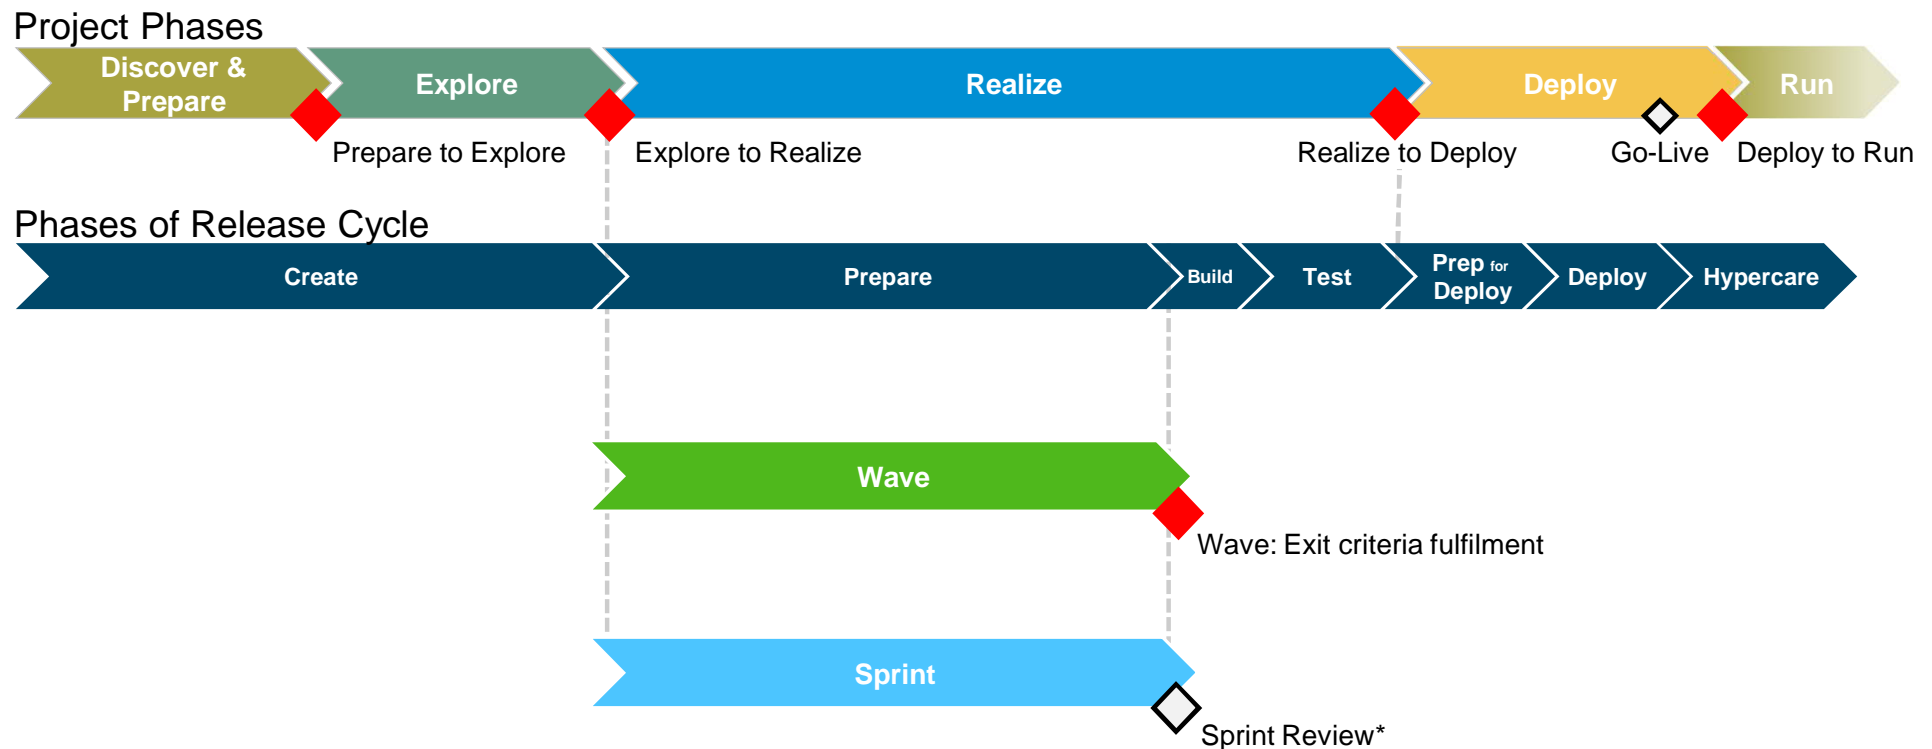 Project Phases
Discover &
Prepare
Explore
Realize
Deploy
Run
Prepare to Explore
Explore to Realize
Realize to Deploy
Go-Live
Deploy to Run
Phases of Release Cycle
Create
Prepare
Build
Test
Prep for
Deploy
Deploy
Hypercare
Wave
Wave: Exit criteria fulfilment
Sprint
Sprint Review*